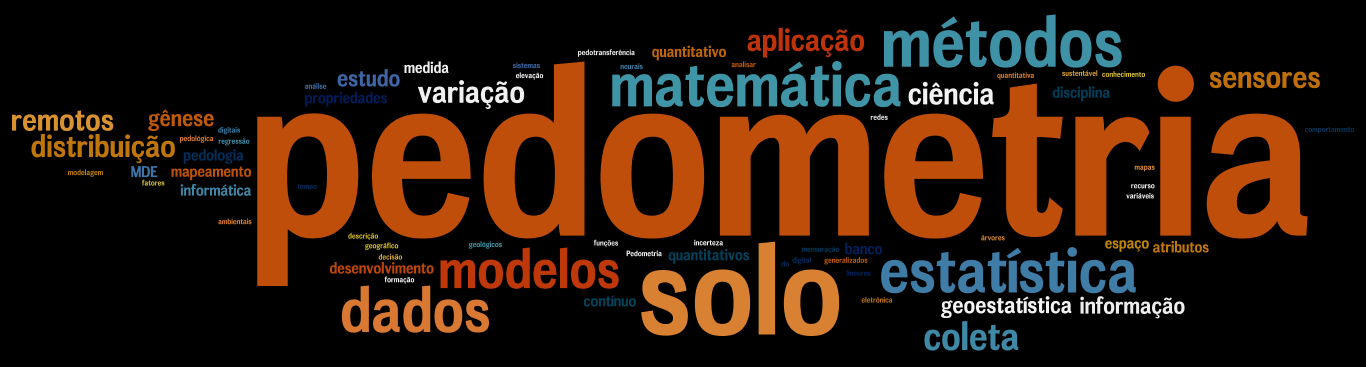 métodos
aplicação
pedotransferência
quantitativo
medida
sistemas
neurais
analisar
matemática
ciência
quantitativa
sustentável
conhecimento
sensores
estudo
elevação
análise
variação
propriedades
disciplina
remotos
gênese
redes
digitais
comportamento
distribuição
pedológica
regressão
pedologia
pedometria
modelagem
MDE
mapeamento
mapas
fatores
informática
tempo
recurso
variáveis
ambientais
descrição
árvores
geográfico
geológicos
funções
incerteza
espaço
atributos
decisão
Pedometria
quantitativos
mensuração
banco
desenvolvimento
modelos
do
digital
generalizados
estatística
formação
lineares
dados
contínuo
solo
eletrônica
geoestatística
informação
coleta